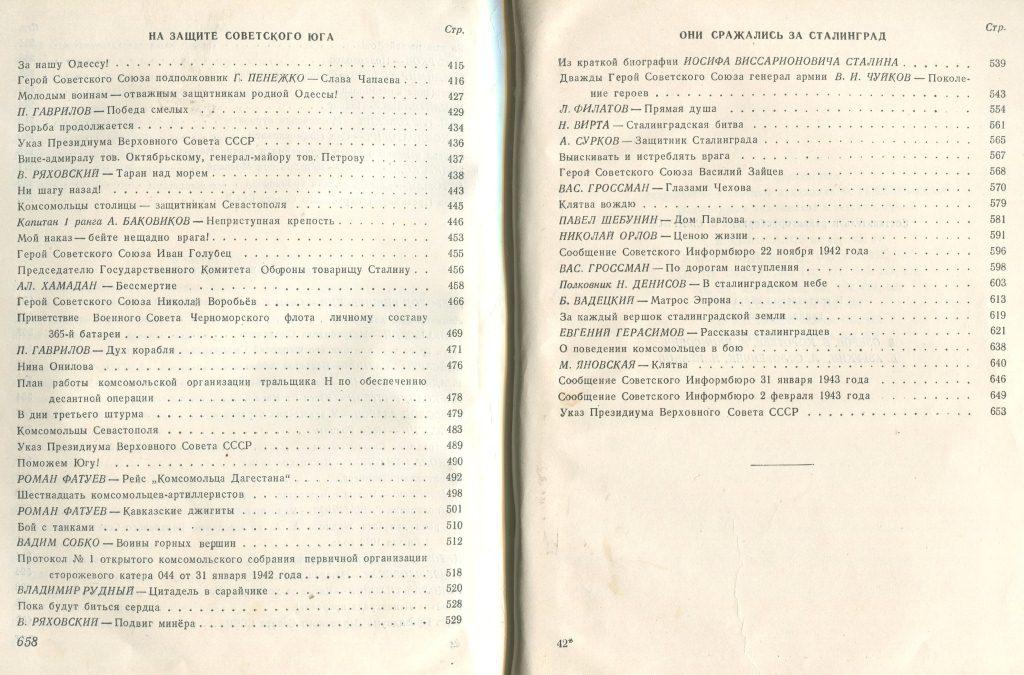 НА ЗАЩИТЕ СОВЕТСКОГО ЮГА
Стр.
За нашу Одессу! 415
Герой Советского Союза подполковник Г. ПЕНЕЖКО — Слава Чапаева 416
Молодым воинам — отважным защитникам родной Одессы! 427
П. ГАВРИЛОВ — Победа смелых 429
Борьба продолжается 434
Указ Президиума Верховного Совета СССР 436
Вице-адмиралу тов. Октябрьскому, генерал-майору тов. Петрову 437
В. РЯХОВСКИЙ — Таран над морем 438
Ни шагу назад! 443
Комсомольцы столицы — защитникам Севастополя 445
Капитан 1 ранга А. БАКОВИКОВ — Неприступная крепость 446
Мой наказ — бейте нещадно врага! 453
Герой Советского Союза Иван Голубец 455
Председателю Государственного Комитета Обороны товарищу Сталину 456
АЛ. ХАМАДАН — Бессмертие 458
Герой Советского Союза Николай Воробьёв 466
Приветствие Военного Совета Черноморского флота личному составу
365-й батареи 469
П. ГАВРИЛОВ — Дух корабля 471
Нина Онилова 476
План работы комсомольской организации тральщика Н по обеспечению
десантной операции 478
В дни третьего штурма 479
Комсомольцы Севастополя 483
Указ Президиума Верховного Совета СССР 489
Поможем Югу! 490
РОМАН ФАТУЕВ — Рейс „Комсомольца Дагестана“ 492
Шестнадцать комсомольцев-артиллеристов 498
РОМАН ФАТУЕВ — Кавказские джигиты 501
Бой с танками 510
ВАДИМ СОБКО — Воины горных вершин 512
Протокол № 1 открытого комсомольского собрания первичной организации
сторожевого катера 044 от 31 января 1942 года 518
ВЛАДИМИР РУДНЫЙ — Цитадель в сарайчике 520
Пока будут биться сердца 528
В. РЯХОВСКИЙ — Подвиг минёра 529
658
ОНИ СРАЖАЛИСЬ ЗА СТАЛИНГРАД
Стр.
Из краткой биографии ИОСИФА ВИССАРИОНОВИЧА СТАЛИНА 539
Дважды Герой Советского Союза генерал армии В. И. ЧУЙКОВ — Поколе-
ние героев 543
Л. ФИЛАТОВ — Прямая душа 554
Н. ВИРТА — Сталинградская битва 561
А. СУРКОВ — Защитник Сталинграда 565
Выискивать и истреблять врага 567
Герой Советского Союза Василий Зайцев 568
ВАС. ГРОССМАН — Глазами Чехова 570
Клятва вождю 579
ПАВЕЛ ШЕБУНИН — Дом Павлова 581
НИКОЛАЙ ОРЛОВ — Ценою жизни 591
Сообщение Советского Информбюро 22 ноября 1942 года 596
ВАС. ГРОССМАН — По дорогам наступления 598
Полковник Н. ДЕНИСОВ — В сталинградском небе 603
Б. ВАДЕЦКИЙ — Матрос Эпрона 613
За каждый вершок сталинградской земли 619
ЕВГЕНИЙ ГЕРАСИМОВ — Рассказы сталинградцев 621
О поведении комсомольцев в бою 638
М. ЯНОВСКАЯ — Клятва 640
Сообщение Советского Информбюро 31 января 1943 года 646
Сообщение Советского Информбюро 2 февраля 1943 года 649
Указ Президиума Верховного Совета СССР 653
42*